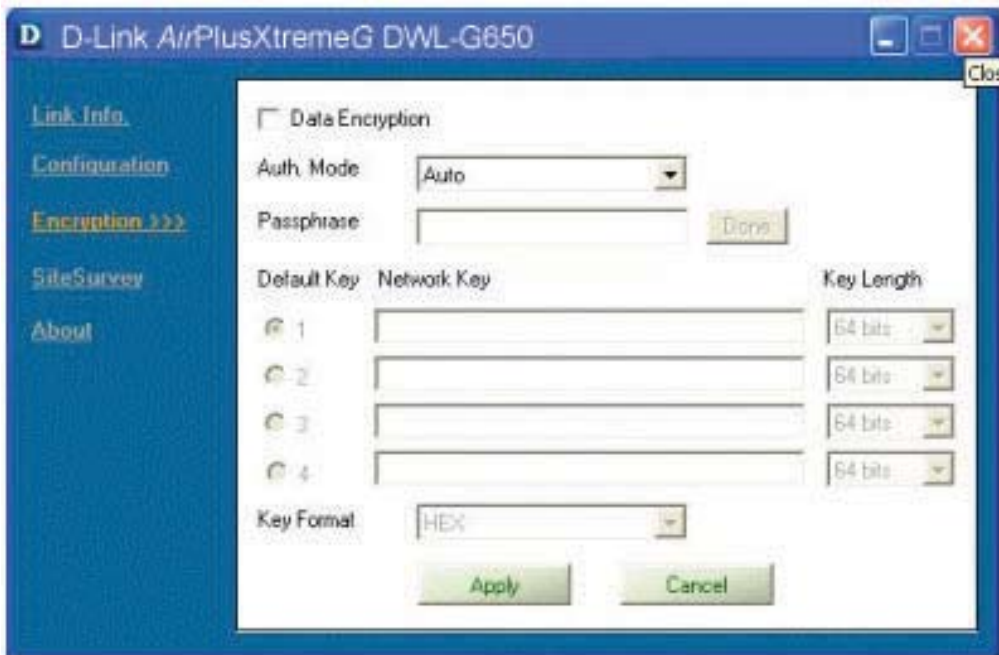 D D-Link AirPlusXtremeG DWL-G650
Clos
Link Info.
Configuration
Encryption >>>
SiteSurvey
About
Data Encryption
Auth. Mode Auto
Passphrase Done
Default Key Network Key Key Length
1 64 bits
2 64 bits
3 64 bits
4 64 bits
Key Format HEX
Apply Cancel